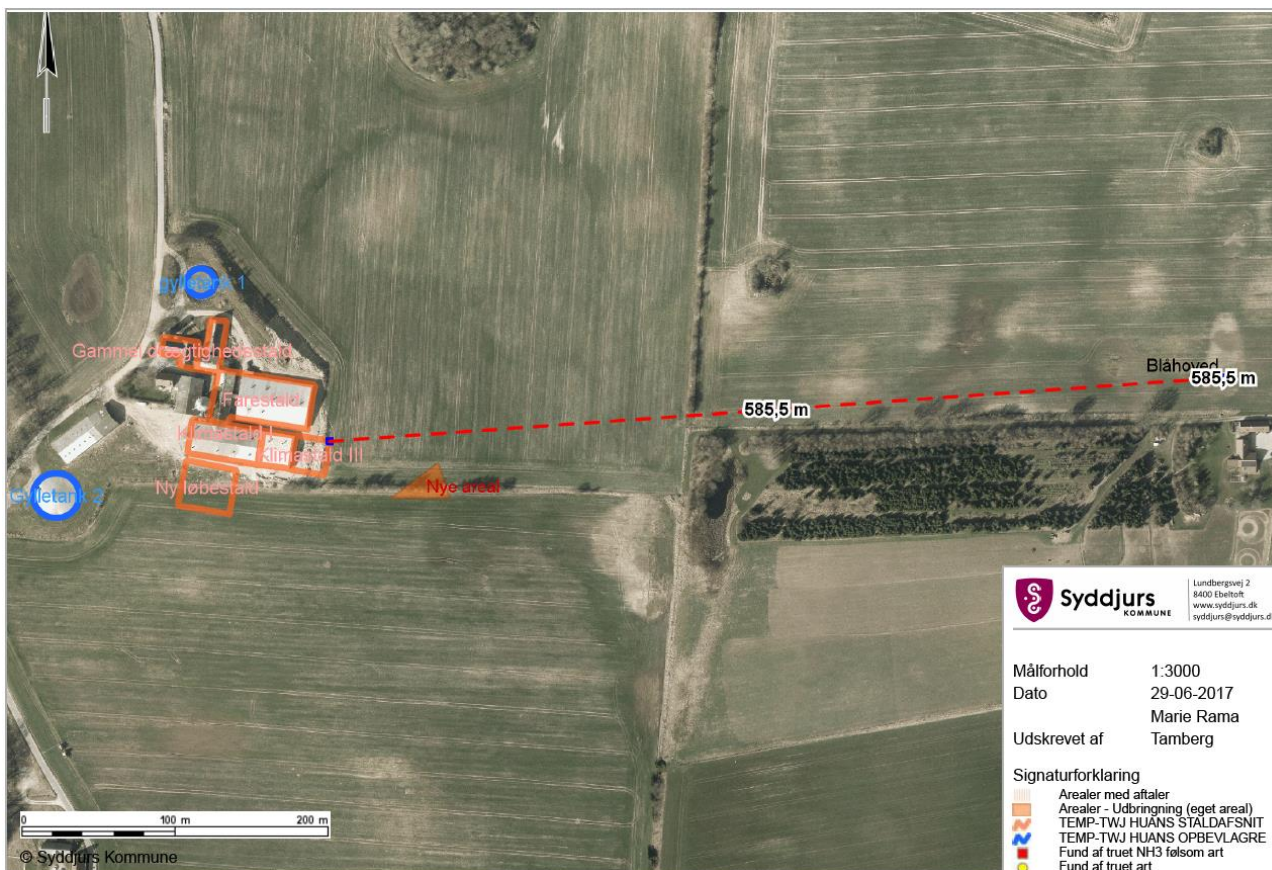 gylletank 1
Gammel drægtighedsstald
Farestald
Klimastald I
Klimastald III
Ny løbestald
Gylletank 2
Nye areal
585,5 m
Blåhoved
585,5 m
0 100 m 200 m
© Syddjurs Kommune
Syddjurs
KOMMUNE
Lundbergsvej 2
8400 Ebeltoft
www.syddjurs.dk
syddjurs@syddjurs.d
Målforhold 1:3000
Dato 29-06-2017
Marie Rama
Udskrevet af Tamberg
Signaturforklaring
Arealer med aftaler
Arealer - Udbringning (eget areal)
TEMP-TWJ HUANS STALDAFSNIT
TEMP-TWJ HUANS OPBEVLAGRE
Fund af truet NH3 følsom art
Fund af truet art